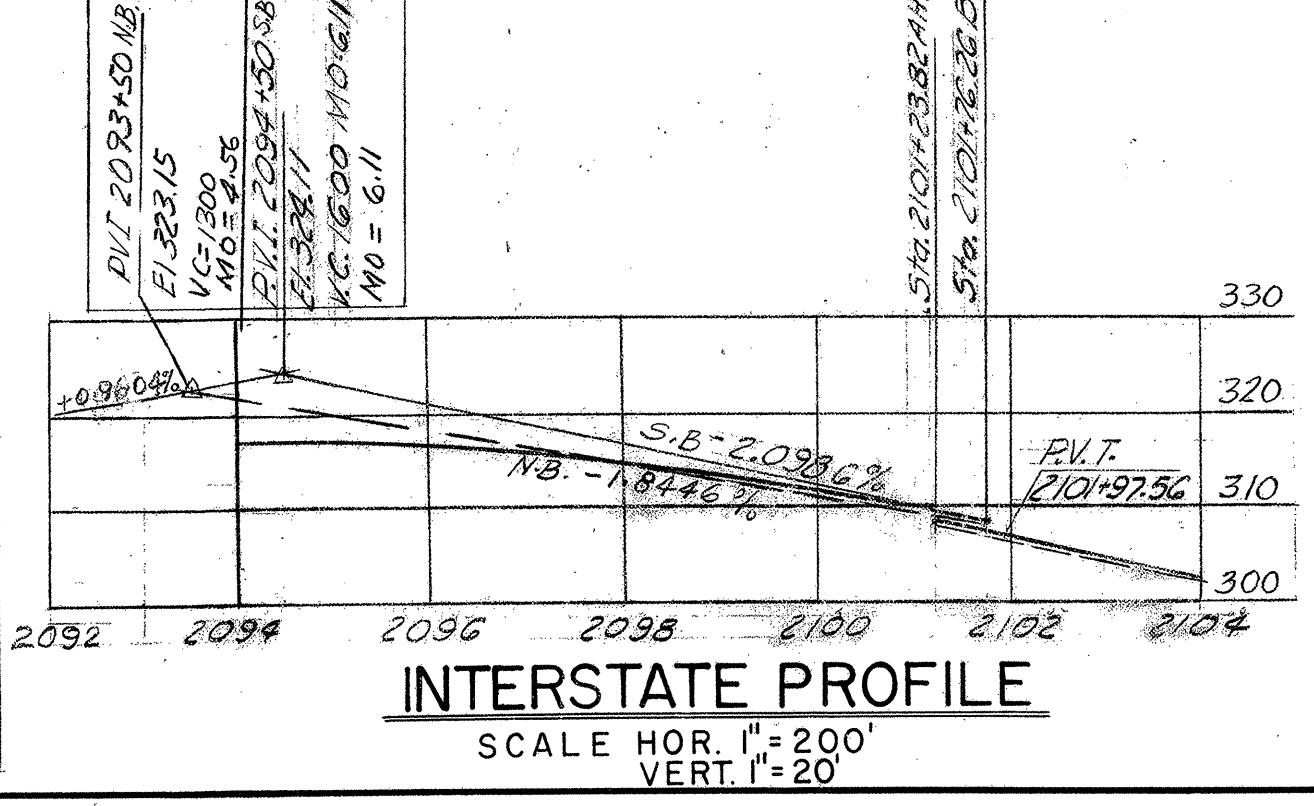 PVI 2093+50 N.B.
El 323.15
VC=1300
MO = 4.56
P.V.I. 2094+50 S.B.
El. 324.11
V.C. 1600 MO=6.11
MO = 6.11
Sta. 2101+23.82 AH.
Sta. 2101+76.26 B
330
+0.9604%
320
S.B - 2.0986%
N.B. - 1.8446%
P.V.T.
2101+97.56
310
300
2092 2094 2096 2098 2100 2102 2104
INTERSTATE PROFILE
SCALE HOR. 1" = 200'
VERT. 1" = 20'